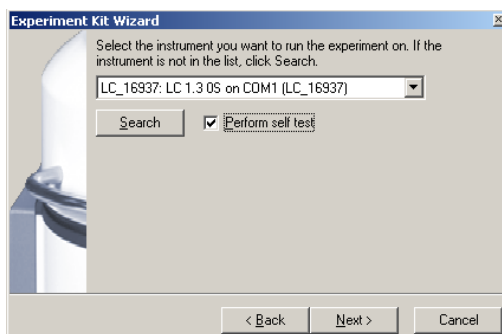 Experiment Kit Wizard
Select the instrument you want to run the experiment on. If the
instrument is not in the list, click Search.
LC_16937: LC 1.3 0S on COM1 (LC_16937)
Search
Perform self test
< Back
Next >
Cancel